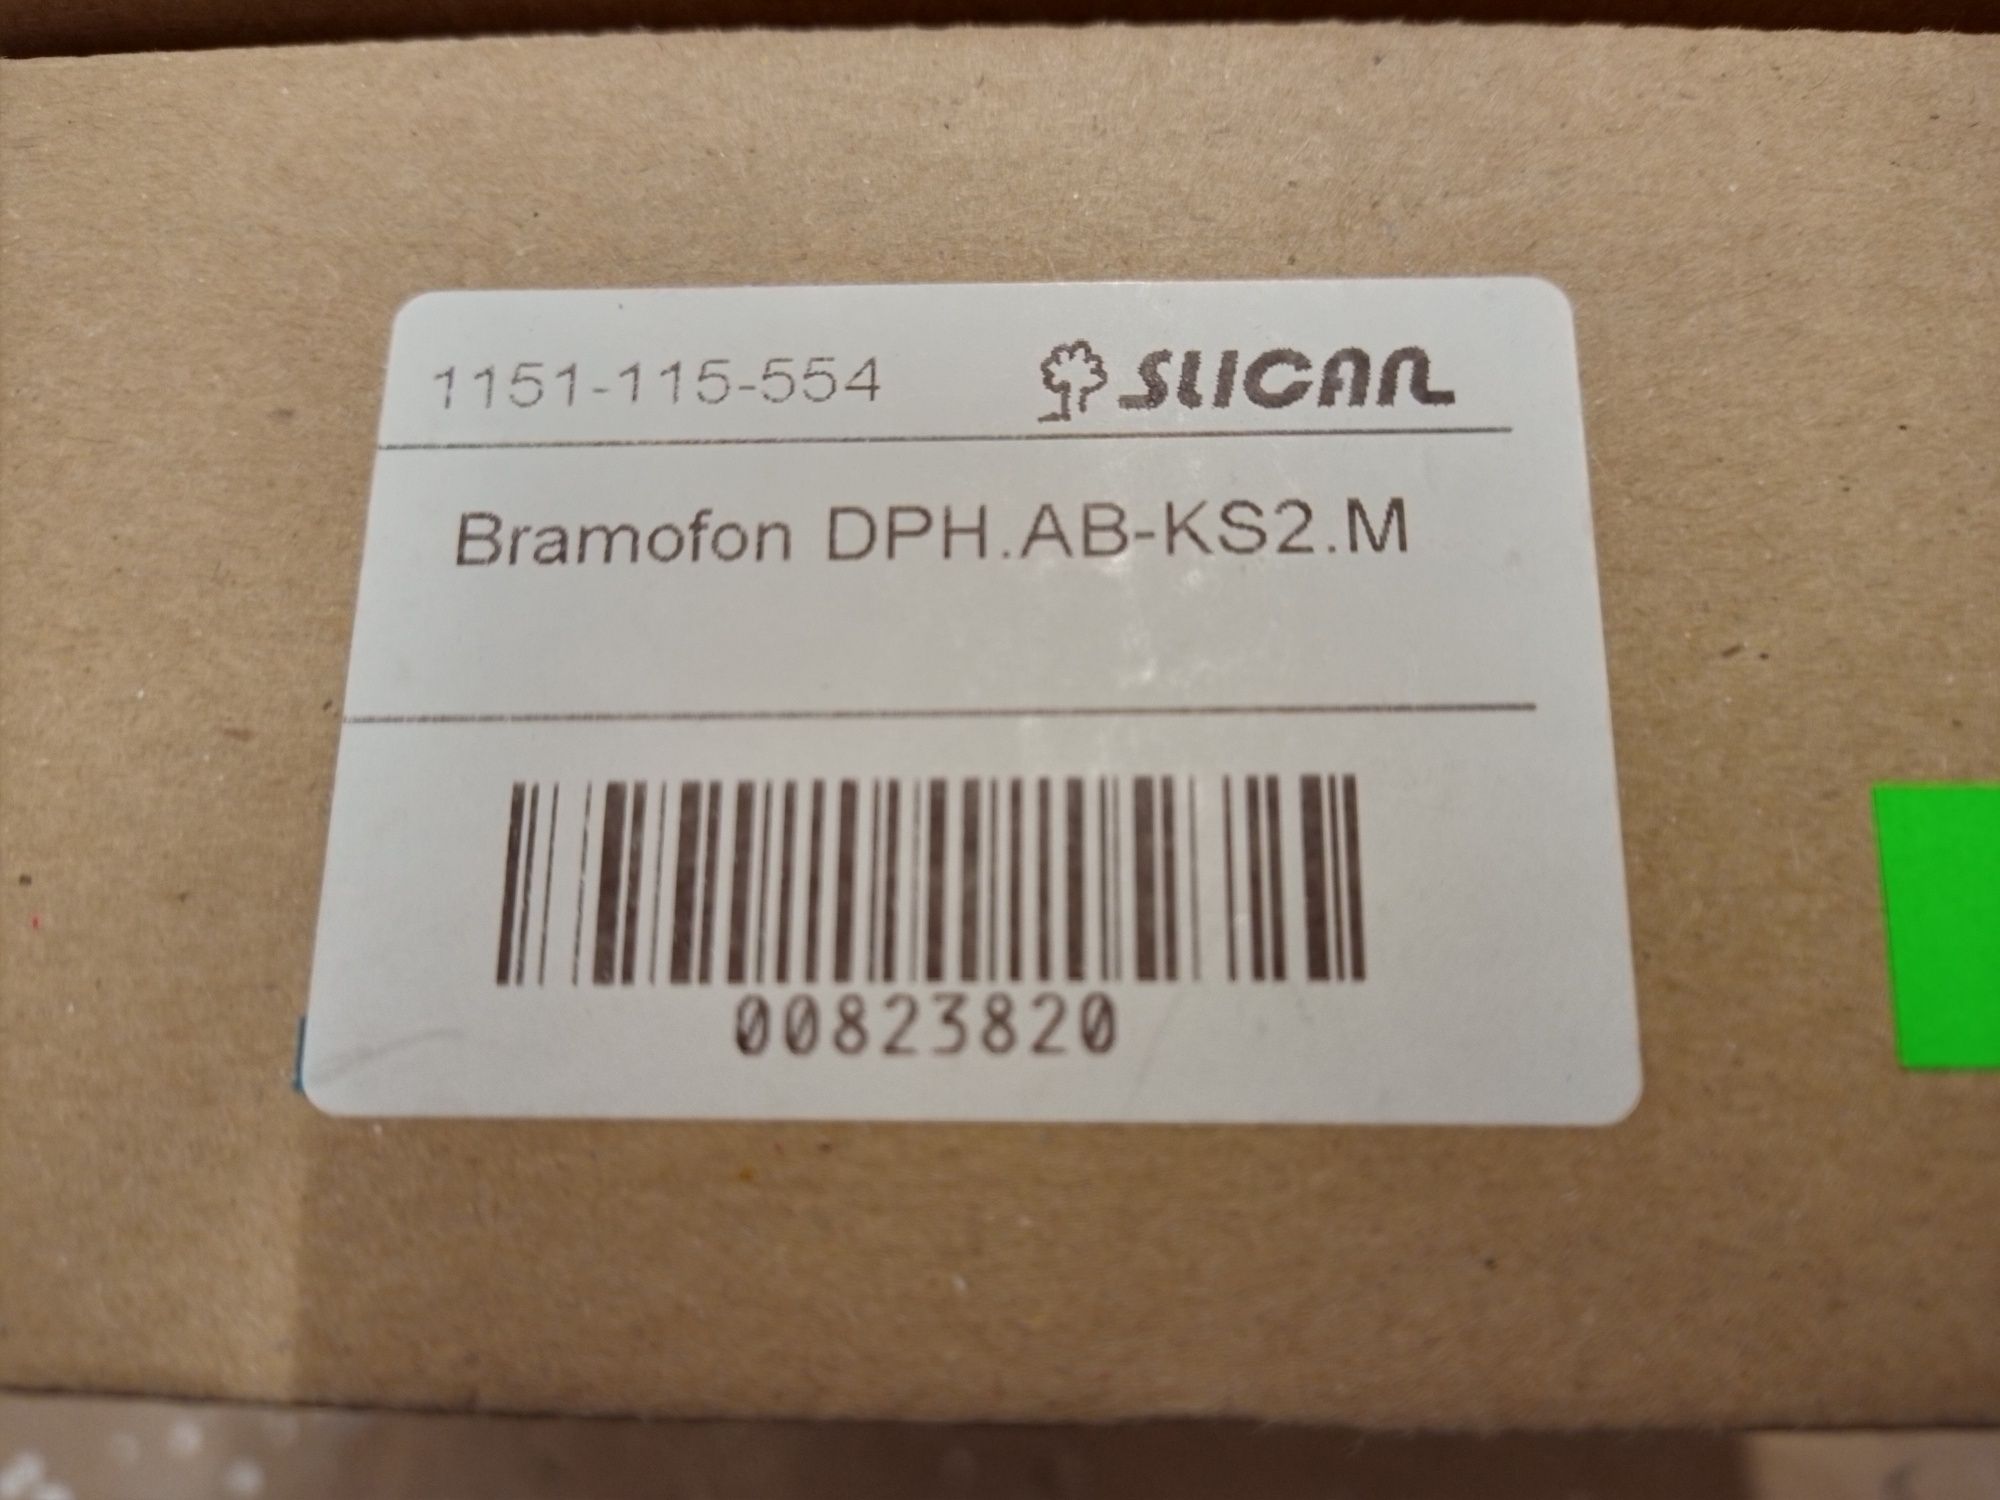 1151-115-554 SLICAN
Bramofon DPH.AB-KS2.M
00823820